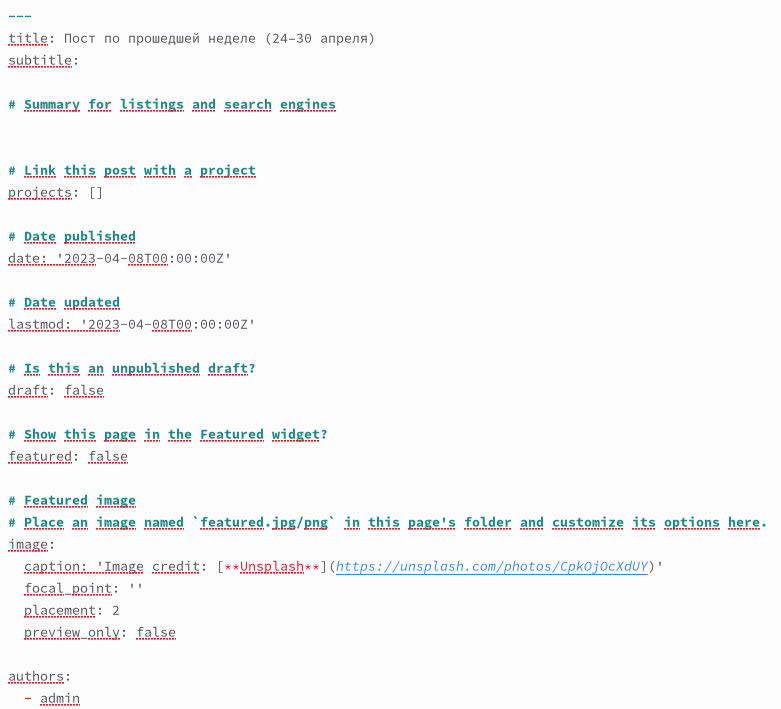 ---
title: Пост по прошедшей неделе (24-30 апреля)
subtitle:
# Summary for listings and search engines
# Link this post with a project
projects: []
# Date published
date: '2023-04-08T00:00:00Z'
# Date updated
lastmod: '2023-04-08T00:00:00Z'
# Is this an unpublished draft?
draft: false
# Show this page in the Featured widget?
featured: false
# Featured image
# Place an image named `featured.jpg/png` in this page's folder and customize its options here.
image:
  caption: 'Image credit: [**Unsplash**](https://unsplash.com/photos/CpkOjOcXdUY)'
  focal_point: ''
  placement: 2
  preview_only: false
authors:
  - admin